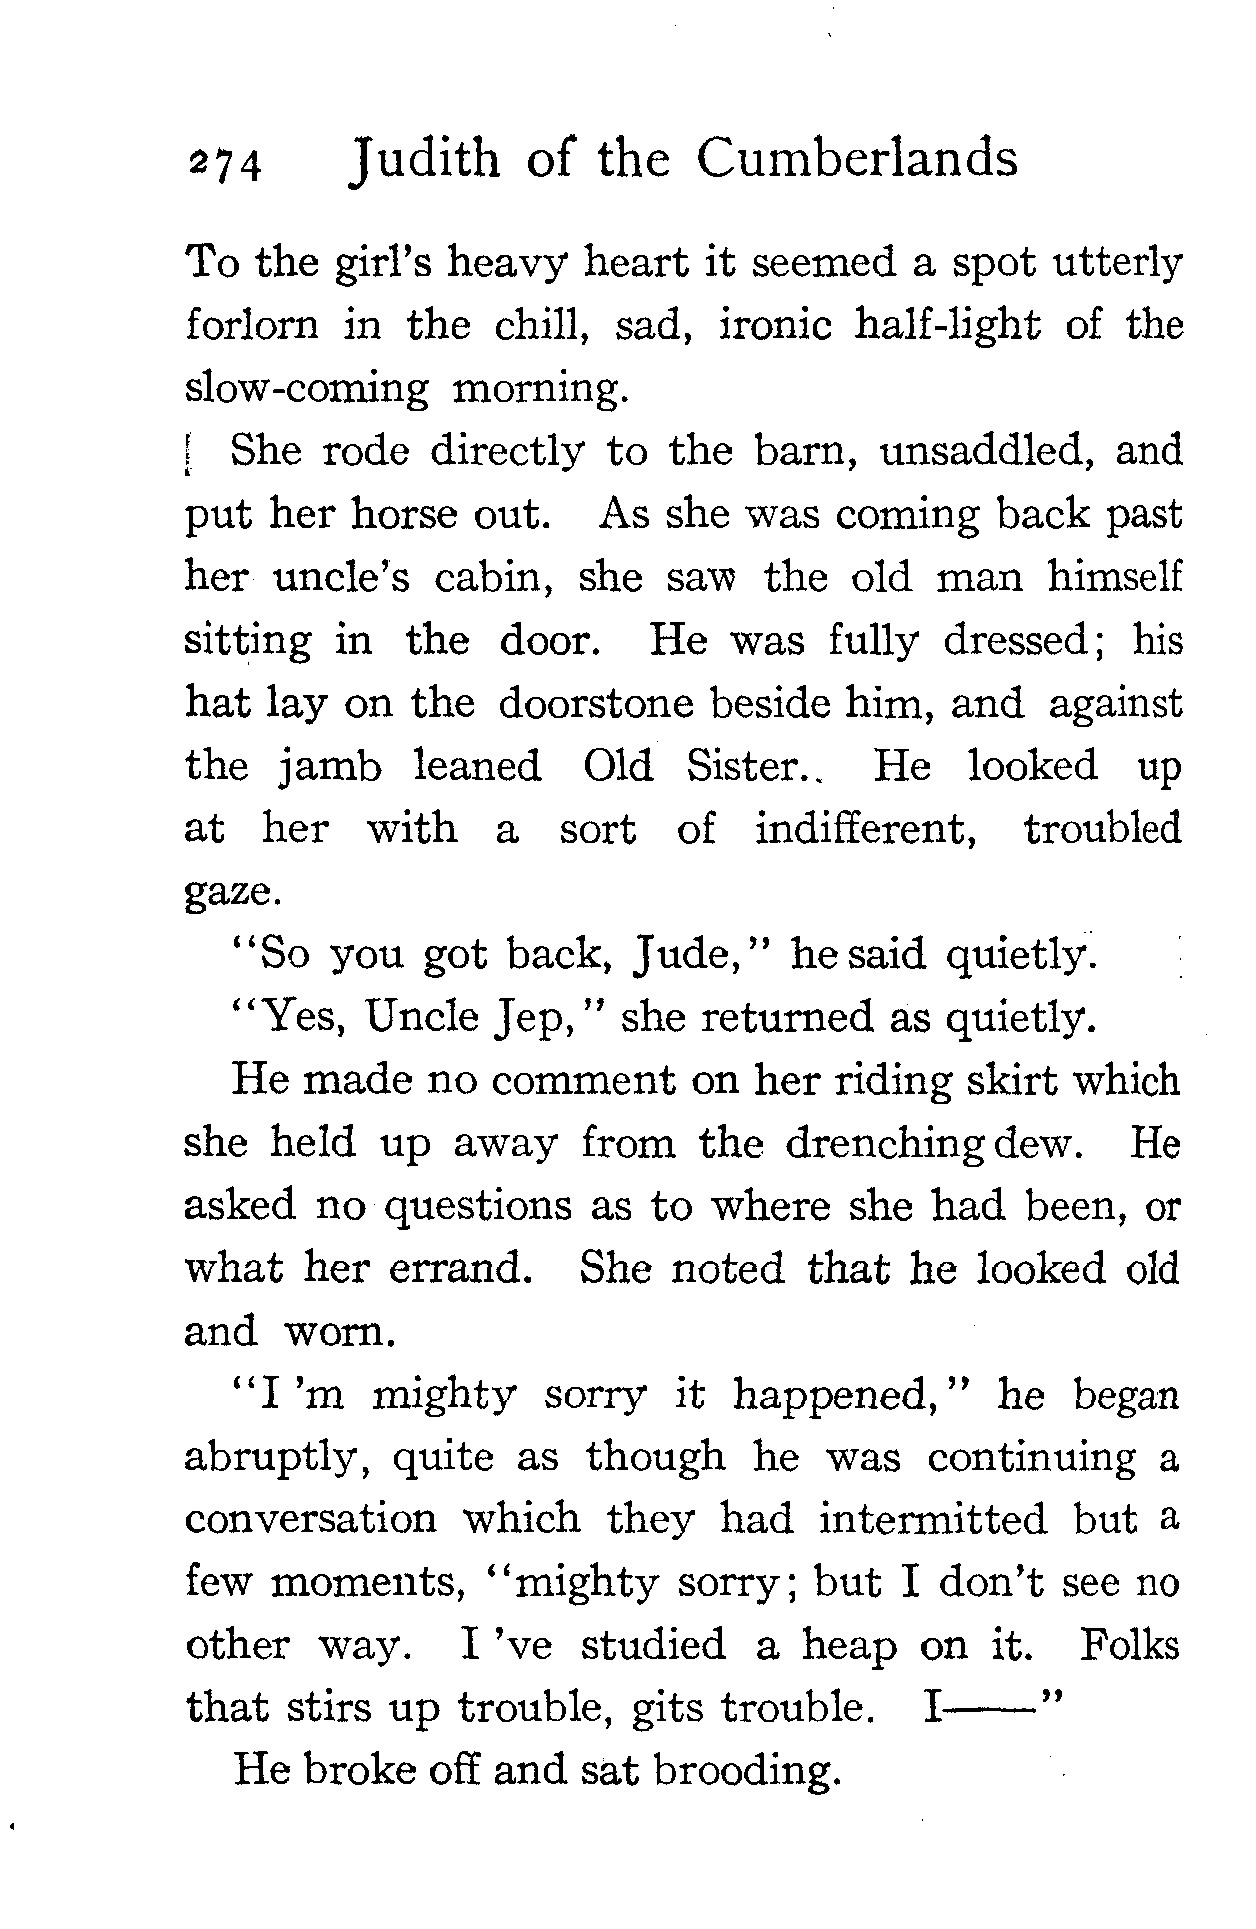 274 Judith of the Cumberlands
To the girl's heavy heart it seemed a spot utterly
forlorn in the chill, sad, ironic half-light of the
slow-coming morning.
She rode directly to the barn, unsaddled, and
put her horse out. As she was coming back past
her uncle's cabin, she saw the old man himself
sitting in the door. He was fully dressed; his
hat lay on the doorstone beside him, and against
the jamb leaned Old Sister. He looked up
at her with a sort of indifferent, troubled
gaze.
"So you got back, Jude," he said quietly.
"Yes, Uncle Jep," she returned as quietly.
He made no comment on her riding skirt which
she held up away from the drenching dew. He
asked no questions as to where she had been, or
what her errand. She noted that he looked old
and worn.
"I 'm mighty sorry it happened," he began
abruptly, quite as though he was continuing a
conversation which they had intermitted but a
few moments, "mighty sorry; but I don't see no
other way. I 've studied a heap on it. Folks
that stirs up trouble, gits trouble. I——"
He broke off and sat brooding.